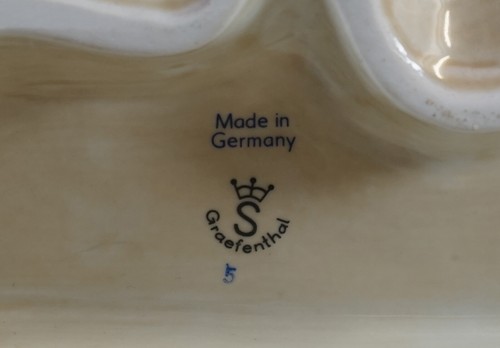 Made in
Germany
S
Graefenthal
5